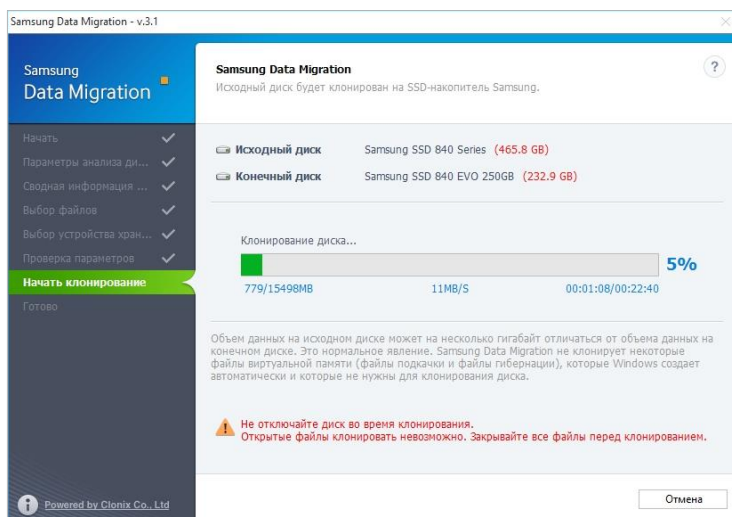 Samsung Data Migration - v.3.1
Samsung
Data Migration
Начать
Параметры анализа ди...
Сводная информация ...
Выбор файлов
Выбор устройства хран...
Проверка параметров
Начать клонирование
Готово
Powered by Clonix Co., Ltd
Samsung Data Migration
?
Исходный диск будет клонирован на SSD-накопитель Samsung.
Исходный диск Samsung SSD 840 Series (465.8 GB)
Конечный диск Samsung SSD 840 EVO 250GB (232.9 GB)
Клонирование диска...
5%
779/15498MB 11MB/S 00:01:08/00:22:40
Объем данных на исходном диске может на несколько гигабайт отличаться от объема данных на
конечном диске. Это нормальное явление. Samsung Data Migration не клонирует некоторые
файлы виртуальной памяти (файлы подкачки и файлы гибернации), которые Windows создает
автоматически и которые не нужны для клонирования диска.
Не отключайте диск во время клонирования.
Открытые файлы клонировать невозможно. Закрывайте все файлы перед клонированием.
Отмена